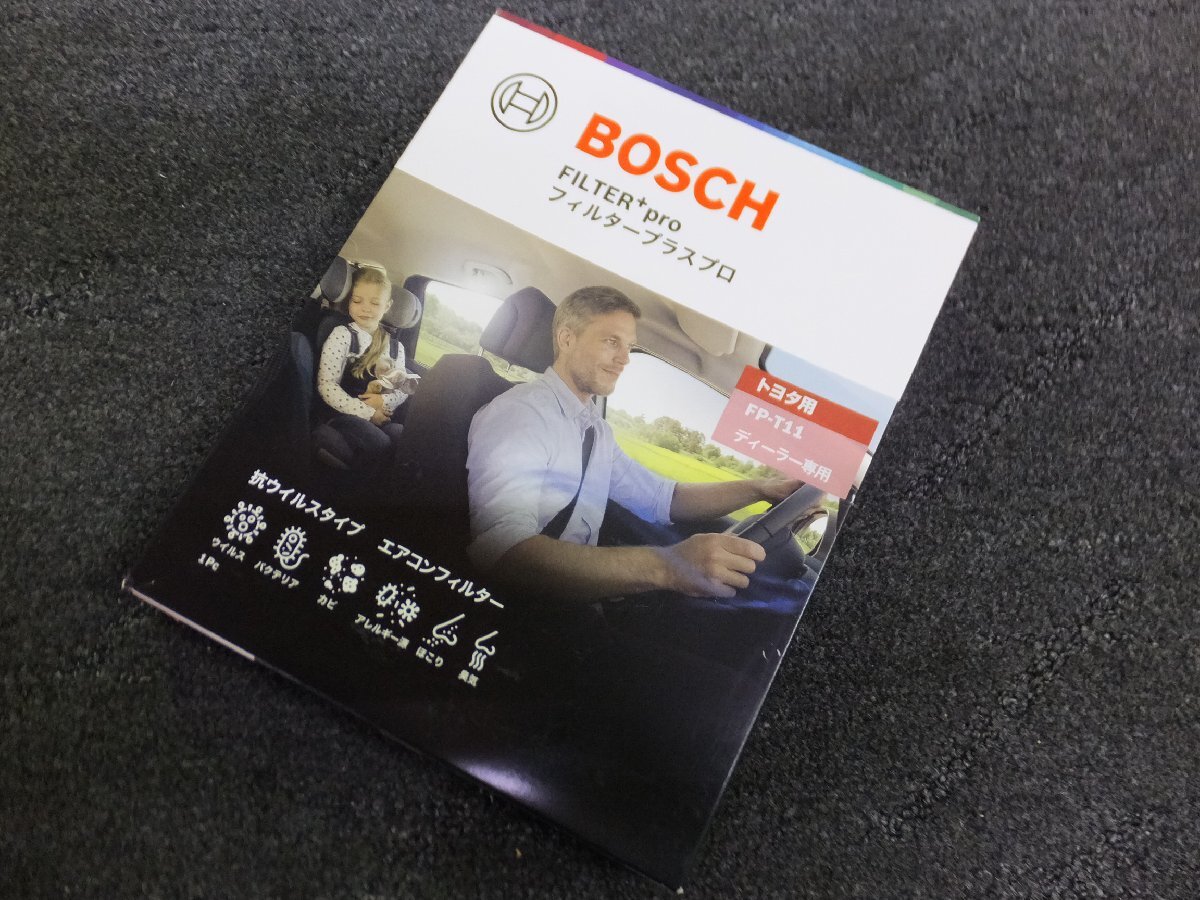 BOSCH
FILTER+pro
フィルタープラスプロ
トヨタ用
FP-T11
ディーラー専用
抗ウイルスタイプ エアコンフィルター
ウイルス バクテリア カビ アレルギー源 ほこり 臭気
1Pc